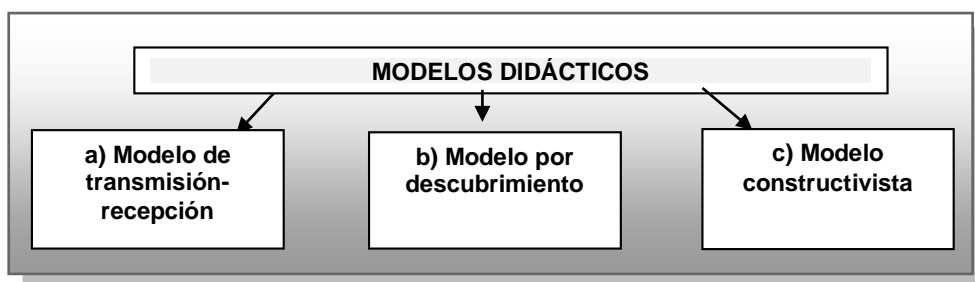 MODELOS DIDÁCTICOS
a) Modelo de
transmisión-
recepción
b) Modelo por
descubrimiento
c) Modelo
constructivista